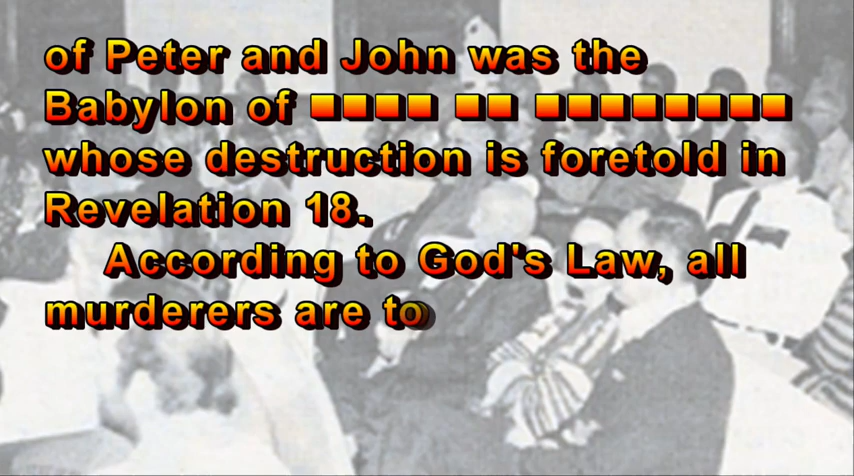 of Peter and John was the
Babylon of ■■■■ ■■ ■■■■■■■■
whose destruction is foretold in
Revelation 18.
According to God's Law, all
murderers are to